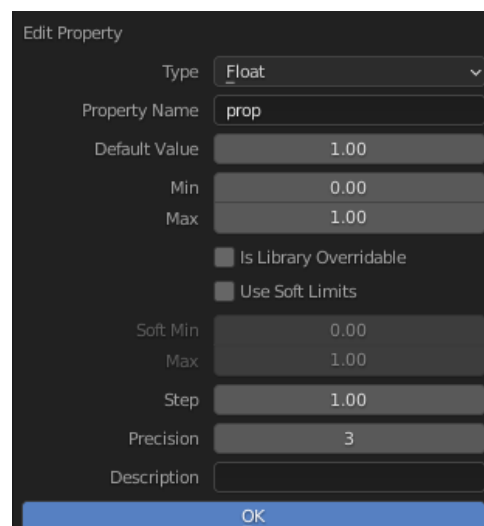 Edit Property
Type Float
Property Name prop
Default Value 1.00
Min 0.00
Max 1.00
Is Library Overridable
Use Soft Limits
Soft Min 0.00
Max 1.00
Step 1.00
Precision 3
Description
OK